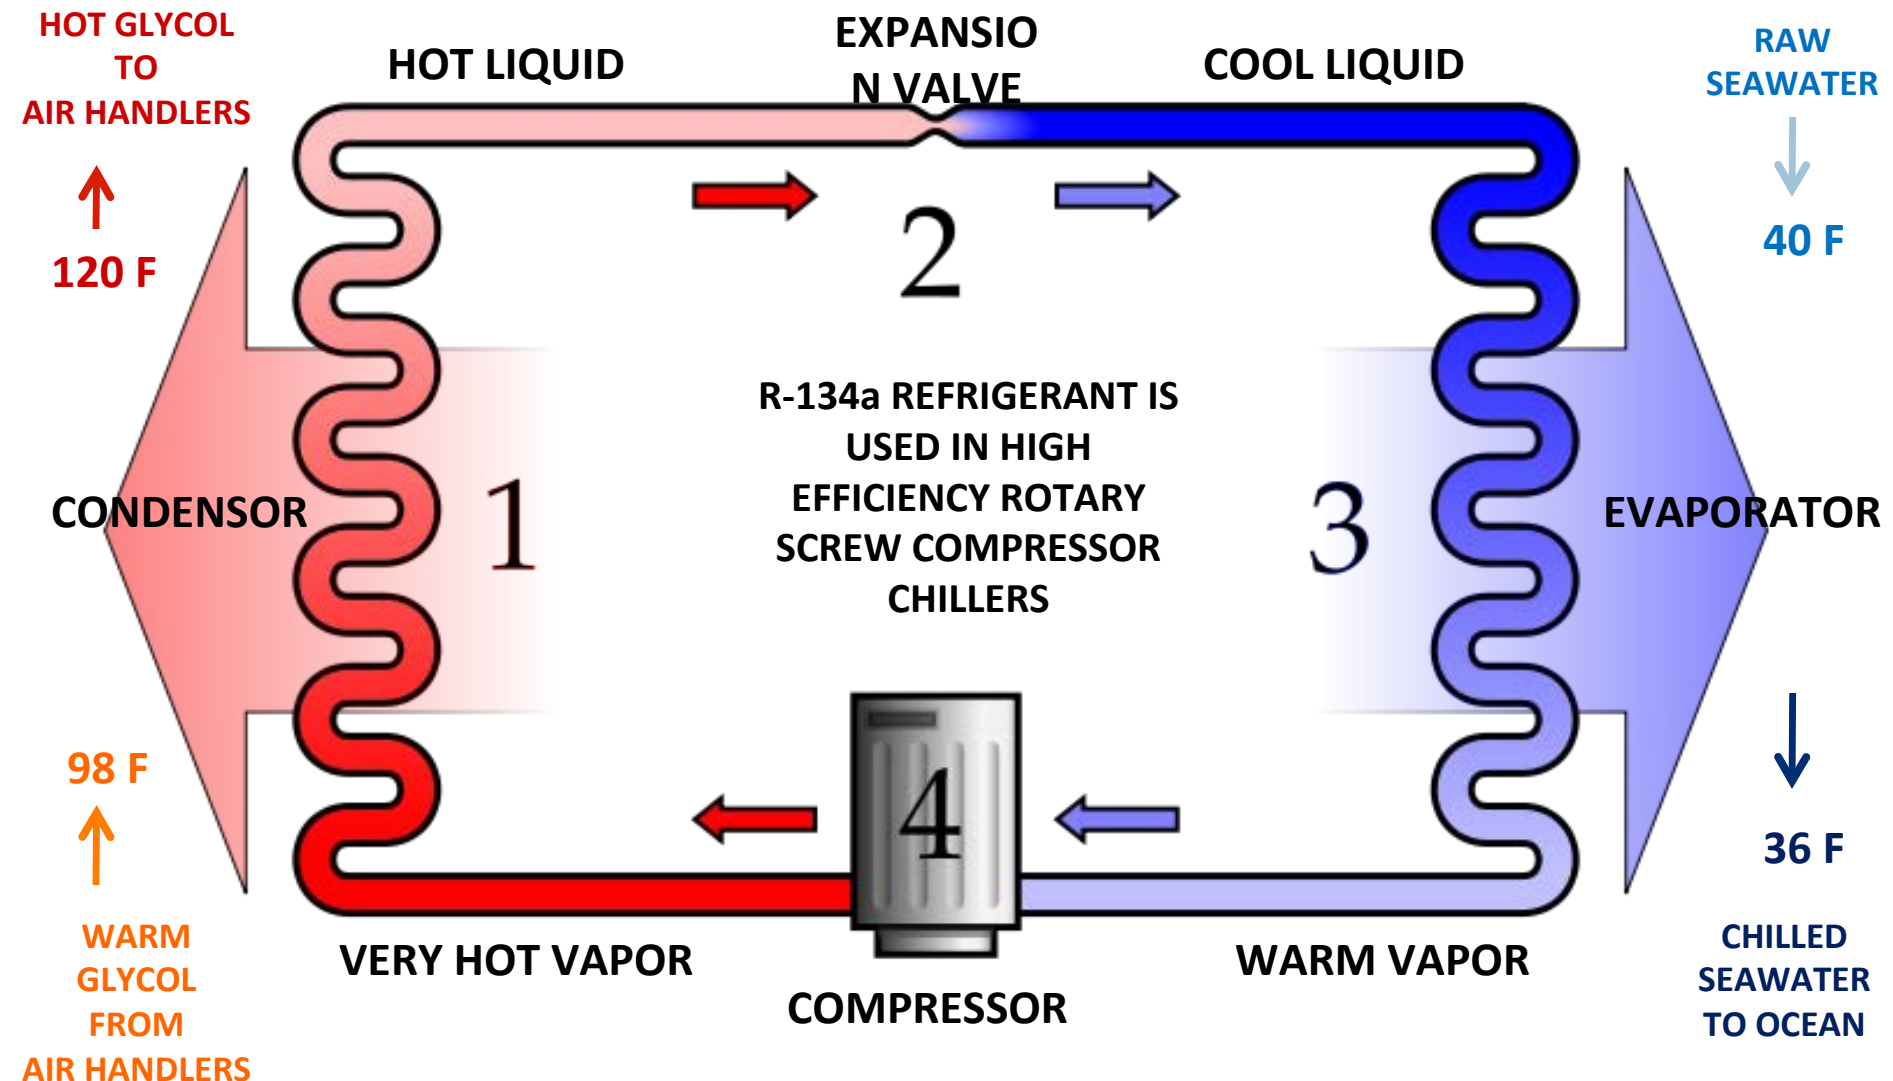 HOT GLYCOL
TO
AIR HANDLERS
120 F
HOT LIQUID
EXPANSIO
N VALVE
COOL LIQUID
RAW
SEAWATER
40 F
2
R-134a REFRIGERANT IS
USED IN HIGH
EFFICIENCY ROTARY
SCREW COMPRESSOR
CHILLERS
CONDENSOR
1
3
EVAPORATOR
98 F
WARM
GLYCOL
FROM
AIR HANDLERS
4
VERY HOT VAPOR
COMPRESSOR
WARM VAPOR
36 F
CHILLED
SEAWATER
TO OCEAN